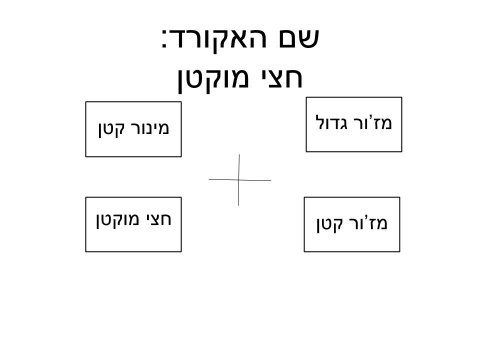 שם האקורד:
חצי מוקטן
מז'ור גדול
מינור קטן
מז'ור קטן
חצי מוקטן